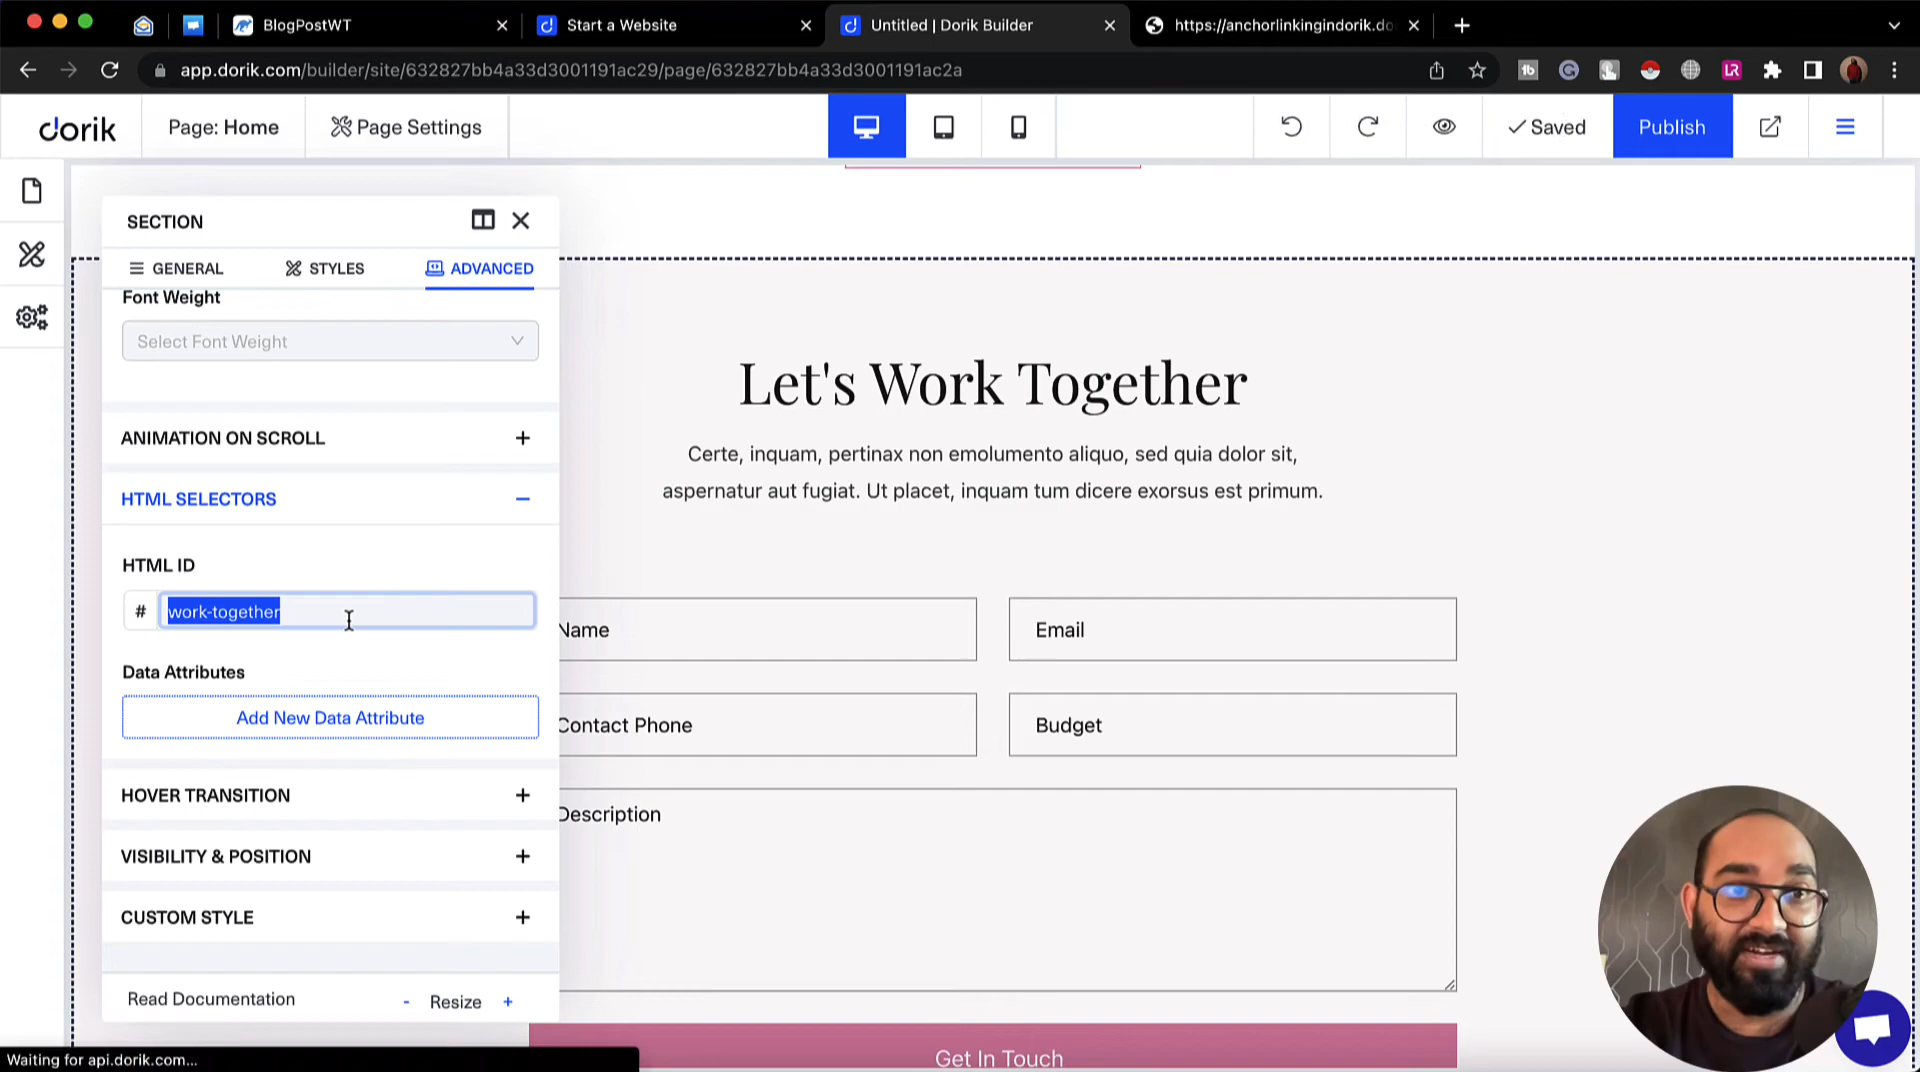 BlogPostWT
Start a Website
Untitled | Dorik Builder
https://anchorlinkingindorik.do
app.dorik.com/builder/site/632827bb4a33d3001191ac29/page/632827bb4a33d3001191ac2a
dorik
Page: Home
Page Settings
Saved
Publish
SECTION
GENERAL
STYLES
ADVANCED
Font Weight
Select Font Weight
ANIMATION ON SCROLL
HTML SELECTORS
HTML ID
# work-together
Data Attributes
Add New Data Attribute
HOVER TRANSITION
VISIBILITY & POSITION
CUSTOM STYLE
Read Documentation
- Resize +
Let's Work Together
Certe, inquam, pertinax non emolumento aliquo, sed quia dolor sit,
aspernatur aut fugiat. Ut placet, inquam tum dicere exorsus est primum.
Name
Email
Contact Phone
Budget
Description
Get In Touch
Waiting for api.dorik.com...